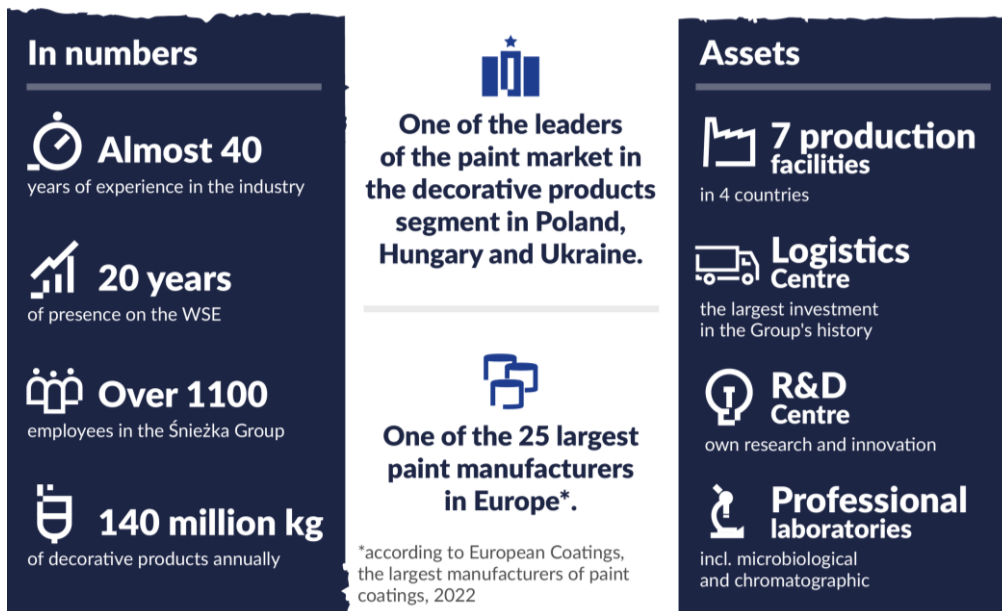 In numbers
Almost 40
years of experience in the industry
20 years
of presence on the WSE
Over 1100
employees in the Śnieżka Group
140 million kg
of decorative products annually
One of the leaders
of the paint market in
the decorative products
segment in Poland,
Hungary and Ukraine.
One of the 25 largest
paint manufacturers
in Europe*.
*according to European Coatings,
the largest manufacturers of paint
coatings, 2022
Assets
7 production
facilities
in 4 countries
Logistics
Centre
the largest investment
in the Group's history
R&D
Centre
own research and innovation
Professional
laboratories
incl. microbiological
and chromatographic